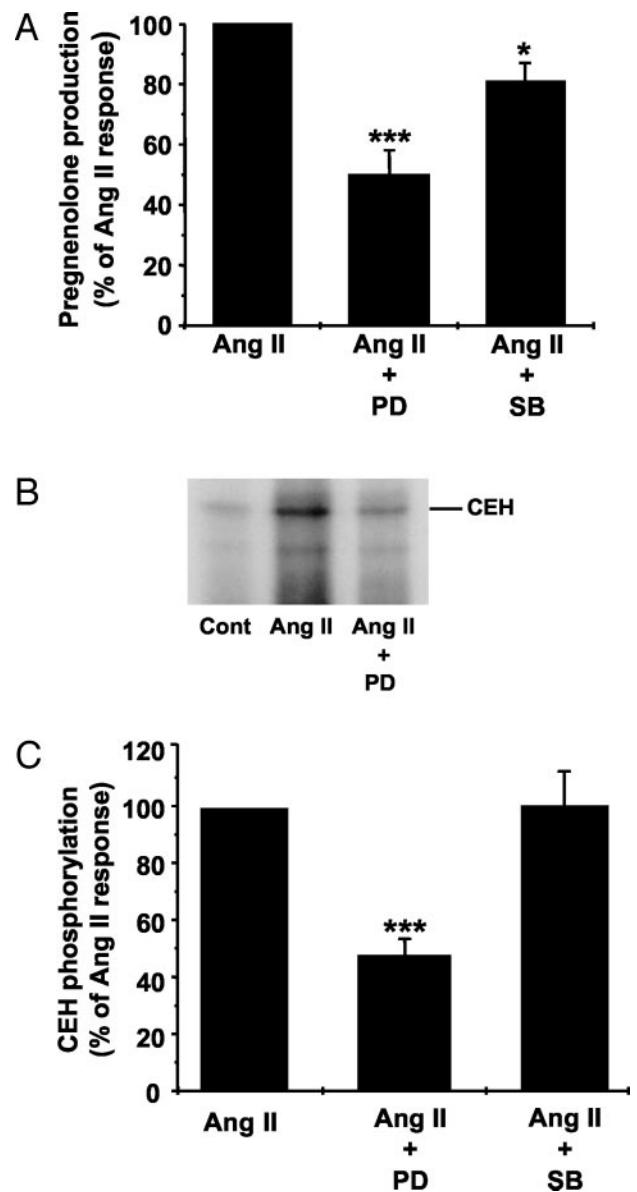 A
Pregnenolone production
(% of Ang II response)
100
80
60
40
20
0
***
*
Ang II
Ang II
+
PD
Ang II
+
SB
B
CEH
Cont
Ang II
Ang II
+
PD
C
CEH phosphorylation
(% of Ang II response)
120
100
80
60
40
20
0
***
Ang II
Ang II
+
PD
Ang II
+
SB